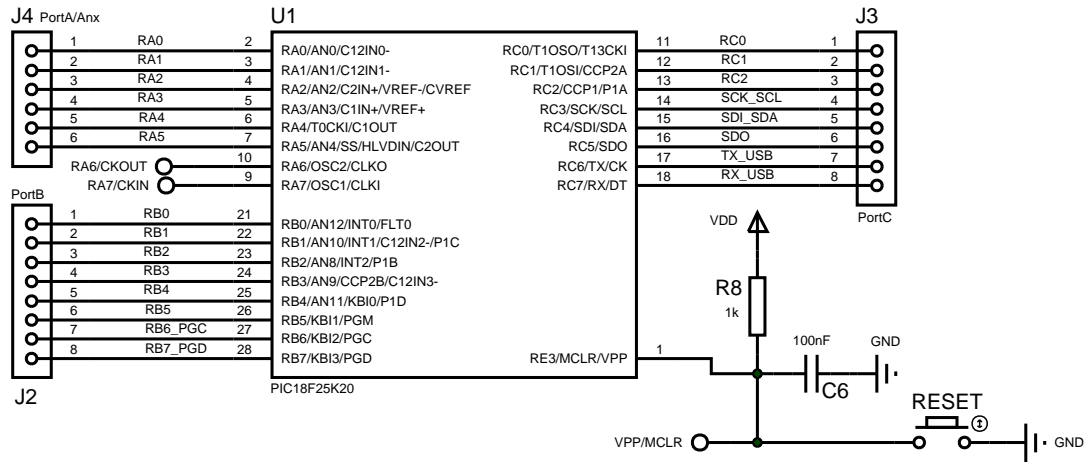 J4 PortA/Anx
U1
J3
1 RA0 2 RA0/AN0/C12IN0-
2 RA1 3 RA1/AN1/C12IN1-
3 RA2 4 RA2/AN2/C2IN+/VREF-/CVREF
4 RA3 5 RA3/AN3/C1IN+/VREF+
5 RA4 6 RA4/T0CKI/C1OUT
6 RA5 7 RA5/AN4/SS/HLVDIN/C2OUT
RA6/CKOUT 10 RA6/OSC2/CLKO
RA7/CKIN 9 RA7/OSC1/CLKI
RC0/T1OSO/T13CKI 11 RC0 1
RC1/T1OSI/CCP2A 12 RC1 2
RC2/CCP1/P1A 13 RC2 3
RC3/SCK/SCL 14 SCK_SCL 4
RC4/SDI/SDA 15 SDI_SDA 5
RC5/SDO 16 SDO 6
RC6/TX/CK 17 TX_USB 7
RC7/RX/DT 18 RX_USB 8
PortC
PortB
1 RB0 21 RB0/AN12/INT0/FLT0
2 RB1 22 RB1/AN10/INT1/C12IN2-/P1C
3 RB2 23 RB2/AN8/INT2/P1B
4 RB3 24 RB3/AN9/CCP2B/C12IN3-
5 RB4 25 RB4/AN11/KBI0/P1D
6 RB5 26 RB5/KBI1/PGM
7 RB6_PGC 27 RB6/KBI2/PGC
8 RB7_PGD 28 RB7/KBI3/PGD
J2
RE3/MCLR/VPP 1
PIC18F25K20
VDD
R8
1k
100nF
C6
GND
RESET
VPP/MCLR
GND